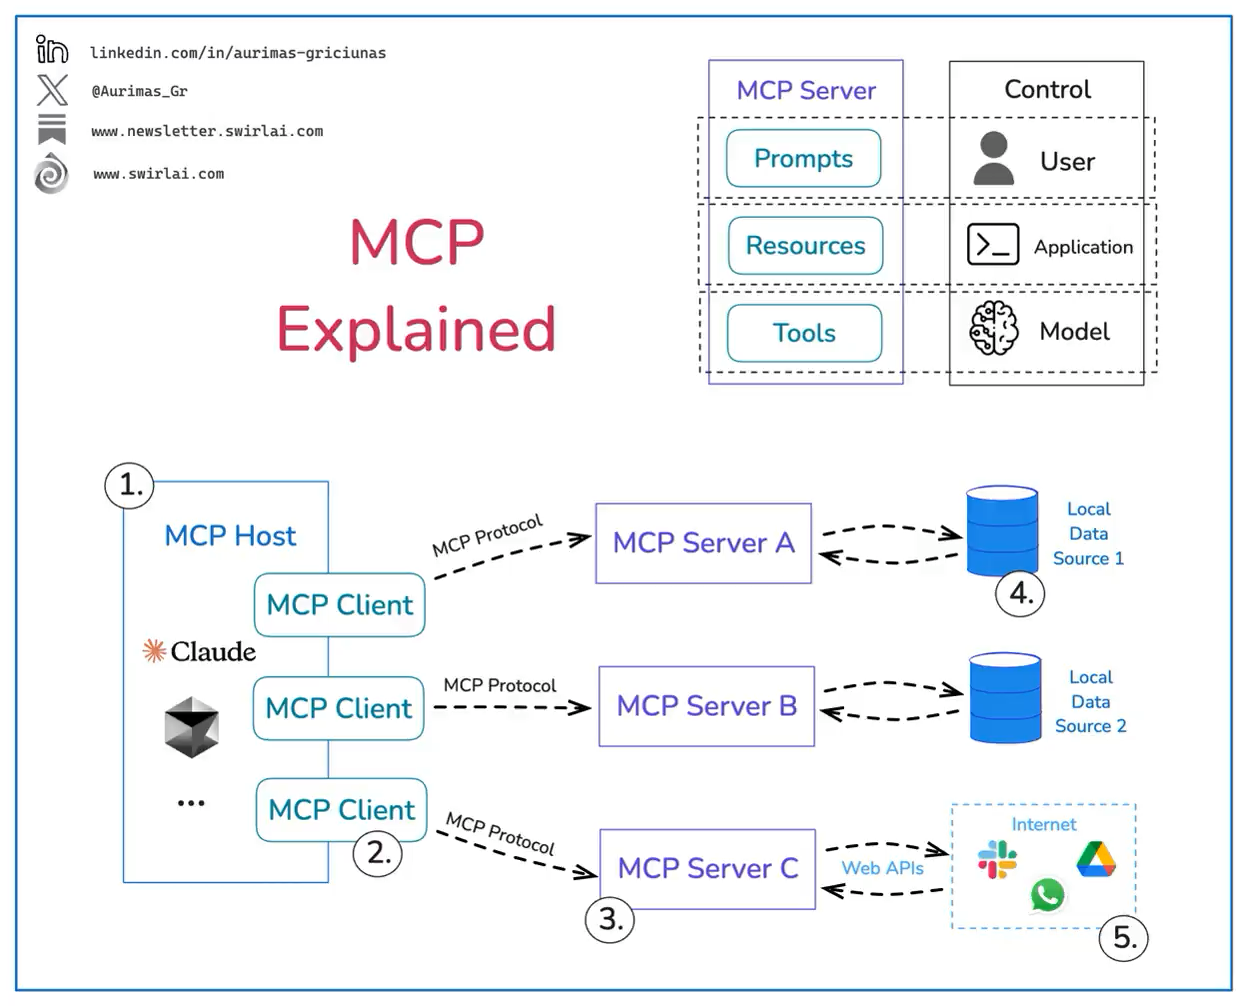 in
linkedin.com/in/aurimas-griciunas
@Aurimas_Gr
www.newsletter.swirlai.com
www.swirlai.com
MCP
Explained
MCP Server
Control
Prompts
User
Resources
Application
Tools
Model
1.
MCP Host
MCP Client
Claude
MCP Client
...
MCP Client
2.
MCP Protocol
MCP Protocol
MCP Protocol
MCP Server A
MCP Server B
MCP Server C
3.
Local
Data
Source 1
4.
Local
Data
Source 2
Web APIs
Internet
5.